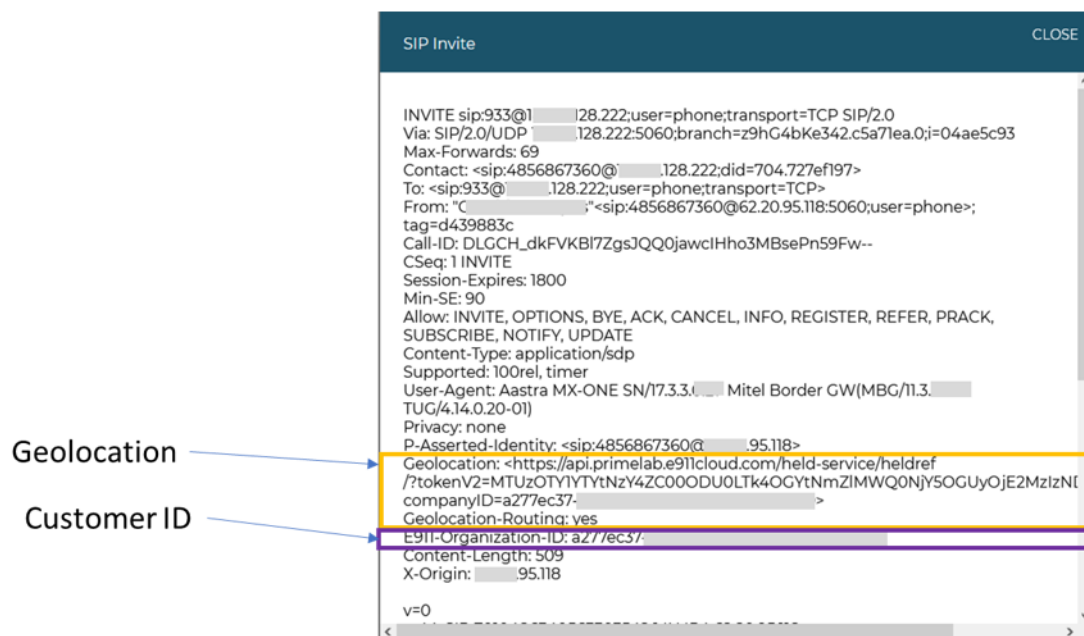 SIP Invite
CLOSE
INVITE sip:933@1 128.222;user=phone;transport=TCP SIP/2.0
Via: SIP/2.0/UDP .128.222:5060;branch=z9hG4bKe342.c5a71ea.0;i=04ae5c93
Max-Forwards: 69
Contact: <sip:4856867360@ .128.222;did=704.727ef197>
To: <sip:933@ .128.222;user=phone;transport=TCP>
From: "C "<sip:4856867360@62.20.95.118:5060;user=phone>;
tag=d439883c
Call-ID: DLGCH_dkFVKBl7ZgsJQQ0jawcIHho3MBsePn59Fw--
CSeq: 1 INVITE
Session-Expires: 1800
Min-SE: 90
Allow: INVITE, OPTIONS, BYE, ACK, CANCEL, INFO, REGISTER, REFER, PRACK,
SUBSCRIBE, NOTIFY, UPDATE
Content-Type: application/sdp
Supported: 100rel, timer
User-Agent: Aastra MX-ONE SN/17.3.3. Mitel Border GW(MBG/11.3.
TUG/4.14.0.20-01)
Privacy: none
P-Asserted-Identity: <sip:4856867360@ .95.118>
Geolocation
Geolocation: <https://api.primelab.e911cloud.com/held-service/heldref
/?tokenV2=MTUzOTY1YTYtNzY4ZC00ODU0LTk4OGYtNmZlMWQ0NjY5OGUyOjE2MzIzND
companyID=a277ec37- >
Geolocation-Routing: yes
Customer ID
E911-Organization-ID: a277ec37-
Content-Length: 509
X-Origin: .95.118
v=0